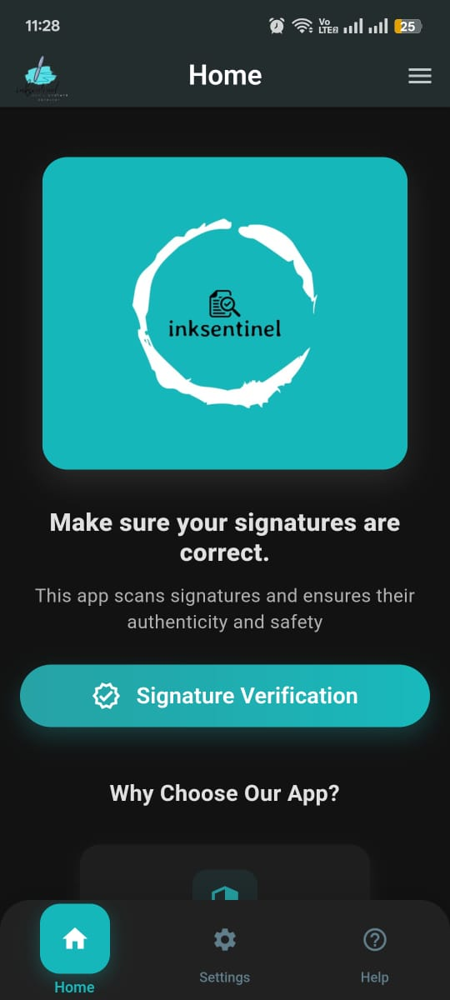 11:28
Vo
LTE
25
Home
inksentinel
Make sure your signatures are
correct.
This app scans signatures and ensures their
authenticity and safety
Signature Verification
Why Choose Our App?
Home
Settings
Help